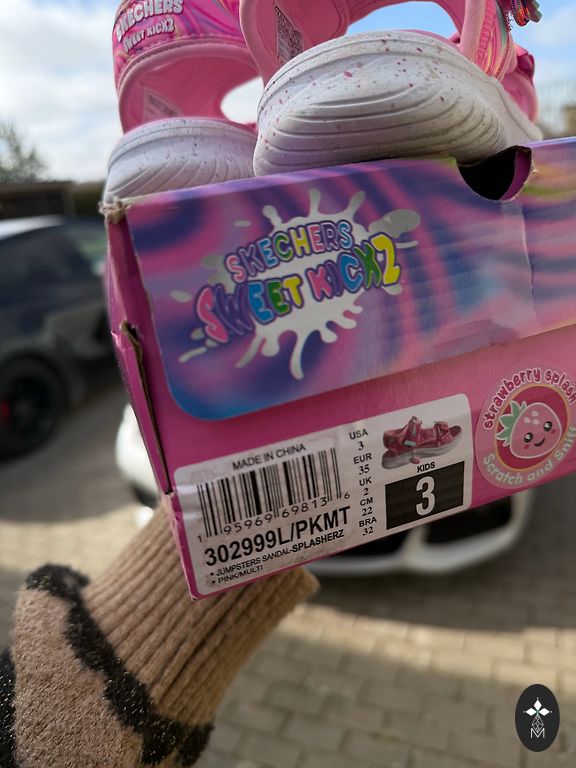 SKECHERS
SWEET KICKZ
SKECHERS
SWEET KICKZ
strawberry splash
Scratch and Sniff
MADE IN CHINA
1 95969 69813 6
302999L/PKMT
• JUMPSTERS SANDAL-SPLASHERZ
• PINK/MULTI
USA
3
EUR
35
UK
2
CM
22
BRA
32
KIDS
3
M